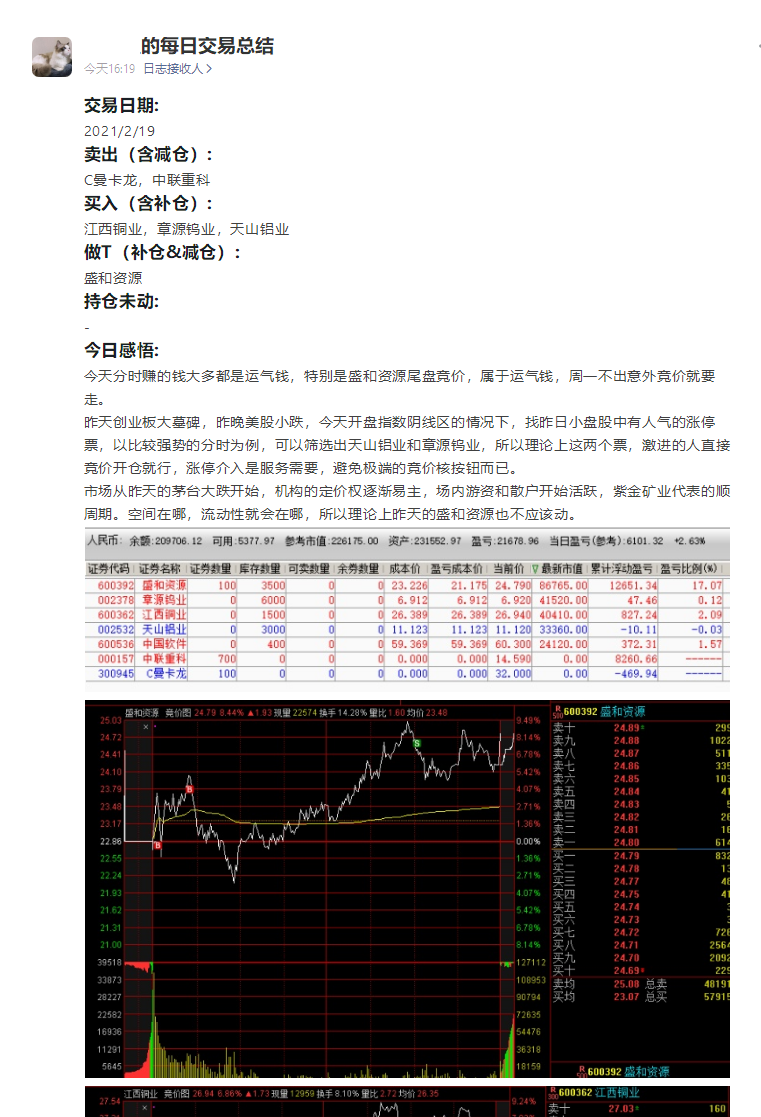 的每日交易总结
今天16:19 日志接收人 >
交易日期:
2021/2/19
卖出（含减仓）:
C曼卡龙，中联重科
买入（含补仓）:
江西铜业，章源钨业，天山铝业
做T（补仓&减仓）:
盛和资源
持仓未动:
-
今日感悟:
今天分时赚的钱大多都是运气钱，特别是盛和资源尾盘竞价，属于运气钱，周一不出意外竞价就要
走。
昨天创业板大墓碑，昨晚美股小跌，今天开盘指数阴线区的情况下，找昨日小盘股中有人气的涨停
票，以比较强势的分时为例，可以筛选出天山铝业和章源钨业，所以理论上这两个票，激进的人直接
竞价开仓就行，涨停介入是服务需要，避免极端的竞价核按钮而已。
市场从昨天的茅台大跌开始，机构的定价权逐渐易主，场内游资和散户开始活跃，紫金矿业代表的顺
周期。空间在哪，流动性就会在哪，所以理论上昨天的盛和资源也不应该动。
人民币: 余额:209706.12 可用:5377.97 参考市值:226175.00 资产:231552.97 盈亏:21678.96 当日盈亏(参考):6101.32 +2.63%
证券代码 证券名称 证券数量 库存数量 可卖数量 余券数量 成本价 盈亏成本价 当前价 ▽ 最新市值 累计浮动盈亏 盈亏比例(%)
600392 盛和资源 100 3500 0 0 23.226 21.175 24.790 86765.00 12651.34 17.07
002378 章源钨业 0 6000 0 0 6.912 6.912 6.920 41520.00 47.46 0.12
600362 江西铜业 0 1500 0 0 26.389 26.389 26.940 40410.00 827.24 2.09
002532 天山铝业 0 3000 0 0 11.123 11.123 11.120 33360.00 -10.11 -0.03
600536 中国软件 0 400 0 0 59.369 59.369 60.300 24120.00 372.31 1.57
000157 中联重科 700 0 0 0 0.000 0.000 14.590 0.00 8260.66 ------
300945 C曼卡龙 100 0 0 0 0.000 0.000 32.000 0.00 -469.94 ------
盛和资源 竞价图 24.79 8.44% ▲1.93 现量 22574 换手 14.28% 量比 1.60 均价 23.48
R 500 600392 盛和资源
25.03 9.49%
24.72 8.14%
24.41 6.78%
24.10 5.42%
23.79 4.07%
23.48 2.71%
23.17 1.36%
22.86 0.00%
22.55 1.36%
22.24 2.71%
21.93 4.07%
21.62 5.42%
21.31 6.78%
21.00 8.14%
39518 127112
33873 108953
28227 90794
22582 72635
16936 54476
11291 36318
5645 18159
B
B
S
卖十 24.89
卖九 24.88 1022
卖八 24.87 511
卖七 24.86 335
卖六 24.85 103
卖五 24.84 41
卖四 24.83
卖三 24.82
卖二 24.81
卖一 24.80 614
买一 24.79 832
买二 24.78
买三 24.77
买四 24.75
买五 24.74
买六 24.73
买七 24.72
买八 24.71 2564
买九 24.70 2092
买十 24.69
卖均 25.08 总卖 48191
买均 23.07 总买 57915
R 500 600392 盛和资源
江西铜业 竞价图 26.94 6.86% ▲1.73 现量 12959 换手 8.10% 量比 2.72 均价 26.35
R 300 600362 江西铜业
27.54 9.24%
卖十 27.03 160